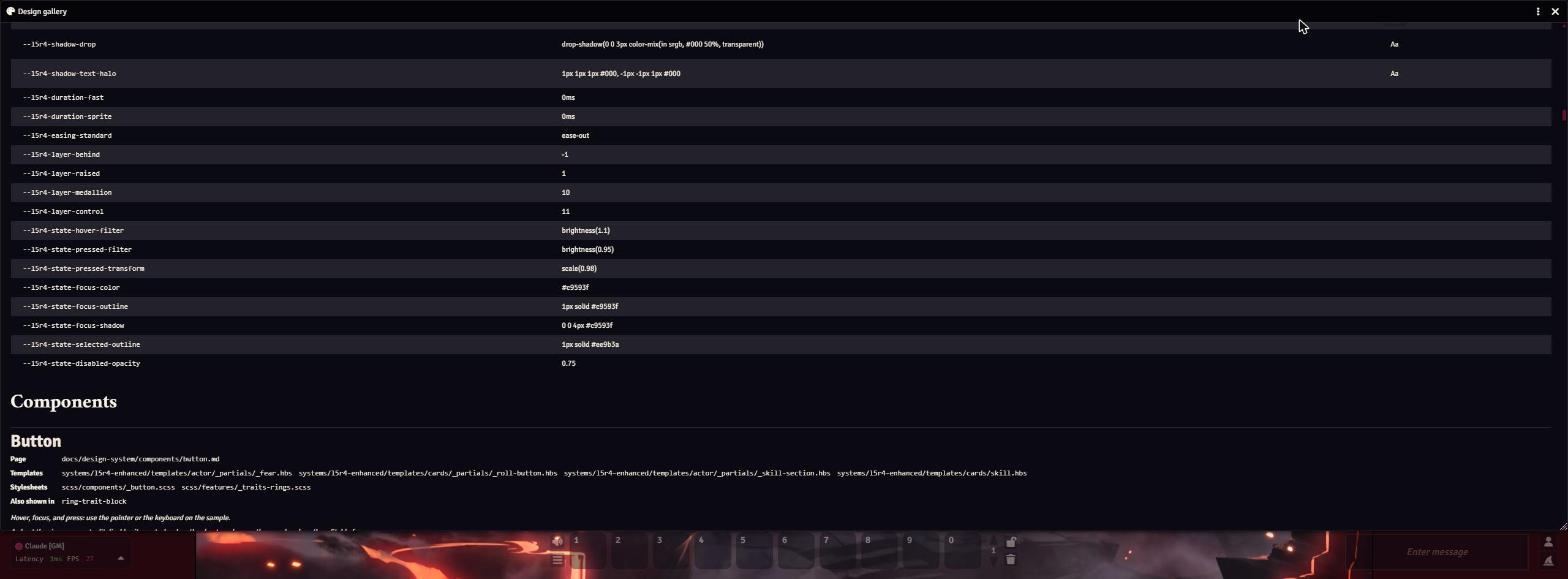 Design gallery
--l5r4-shadow-drop drop-shadow(0 0 3px color-mix(in srgb, #000 50%, transparent)) Aa
--l5r4-shadow-text-halo 1px 1px 1px #000, -1px -1px 1px #000 Aa
--l5r4-duration-fast 0ms
--l5r4-duration-sprite 0ms
--l5r4-easing-standard ease-out
--l5r4-layer-behind -1
--l5r4-layer-raised 1
--l5r4-layer-medallion 10
--l5r4-layer-control 11
--l5r4-state-hover-filter brightness(1.1)
--l5r4-state-pressed-filter brightness(0.95)
--l5r4-state-pressed-transform scale(0.98)
--l5r4-state-focus-color #c9593f
--l5r4-state-focus-outline 1px solid #c9593f
--l5r4-state-focus-shadow 0 0 4px #c9593f
--l5r4-state-selected-outline 1px solid #ee9b3a
--l5r4-state-disabled-opacity 0.75
Components
Button
Page docs/design-system/components/button.md
Templates systems/l5r4-enhanced/templates/actor/_partials/_fear.hbs systems/l5r4-enhanced/templates/cards/_partials/_roll-button.hbs systems/l5r4-enhanced/templates/actor/_partials/_skill-section.hbs systems/l5r4-enhanced/templates/cards/skill.hbs
Stylesheets scss/components/_button.scss scss/features/_traits-rings.scss
Also shown in ring-trait-block
Hover, focus, and press: use the pointer or the keyboard on the sample.
Claude [GM]
Latency 3ms FPS 27
1 2 3 4 5 6 7 8 9 0
1
Enter message